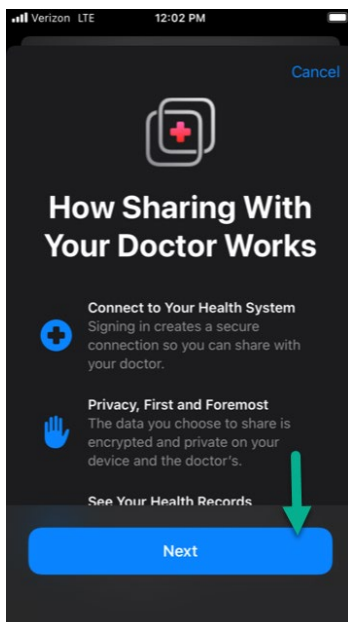 Verizon LTE 12:02 PM
Cancel
How Sharing With
Your Doctor Works
Connect to Your Health System
Signing in creates a secure
connection so you can share with
your doctor.
Privacy, First and Foremost
The data you choose to share is
encrypted and private on your
device and the doctor's.
See Your Health Records
Next